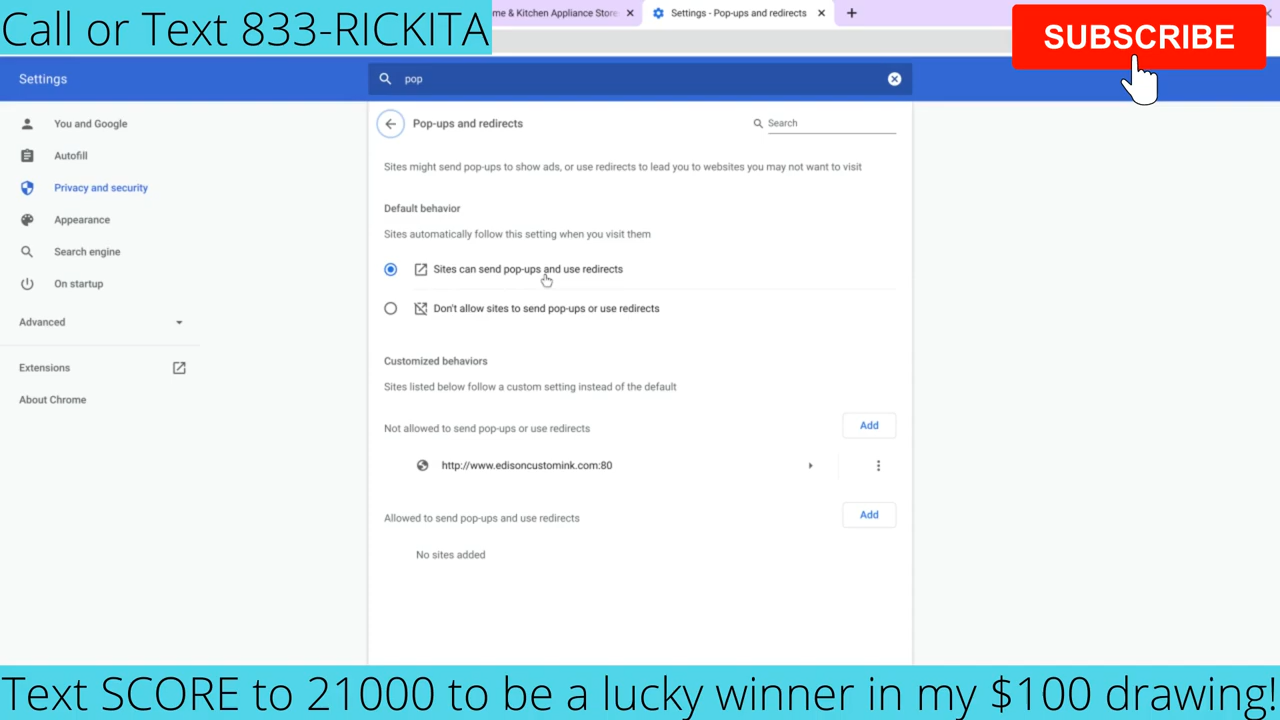 Call or Text 833-RICKITA
me & Kitchen Appliance Store
Settings - Pop-ups and redirects
SUBSCRIBE
Settings
pop
You and Google
Autofill
Privacy and security
Appearance
Search engine
On startup
Advanced
Extensions
About Chrome
Pop-ups and redirects
Search
Sites might send pop-ups to show ads, or use redirects to lead you to websites you may not want to visit
Default behavior
Sites automatically follow this setting when you visit them
Sites can send pop-ups and use redirects
Don't allow sites to send pop-ups or use redirects
Customized behaviors
Sites listed below follow a custom setting instead of the default
Not allowed to send pop-ups or use redirects
Add
http://www.edisoncustomink.com:80
Allowed to send pop-ups and use redirects
Add
No sites added
Text SCORE to 21000 to be a lucky winner in my $100 drawing!